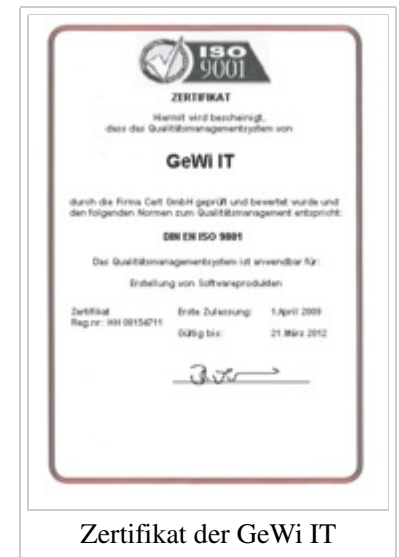 ISO
9001
ZERTIFIKAT
Hiermit wird bescheinigt,
dass das Qualitätsmanagementsystem von
GeWi IT
durch die Firma Cert GmbH geprüft und bewertet wurde und
den folgenden Normen zum Qualitätsmanagement entspricht:
DIN EN ISO 9001
Das Qualitätsmanagementsystem ist anwendbar für:
Erstellung von Softwareprodukten
Zertifikat Erste Zulassung: 1.April 2009
Reg.nr.: HH 00154711
Gültig bis: 21.März 2012
Zertifikat der GeWi IT